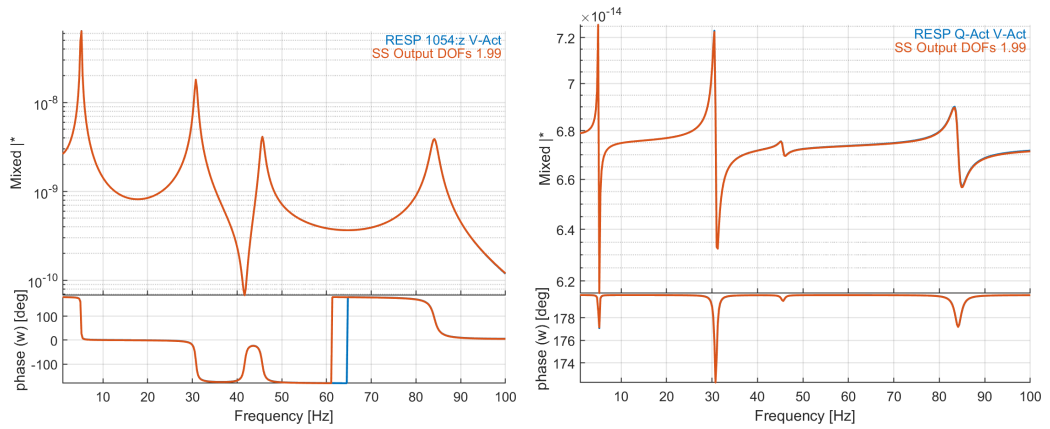 RESP 1054:z V-Act
SS Output DOFs 1.99
Mixed |*
10-8
10-9
10-10
phase (w) [deg]
100
0
-100
10 20 30 40 50 60 70 80 90 100
Frequency [Hz]
×10-14
RESP Q-Act V-Act
SS Output DOFs 1.99
Mixed |*
7.2
7
6.8
6.6
6.4
6.2
phase (w) [deg]
178
176
174
10 20 30 40 50 60 70 80 90 100
Frequency [Hz]